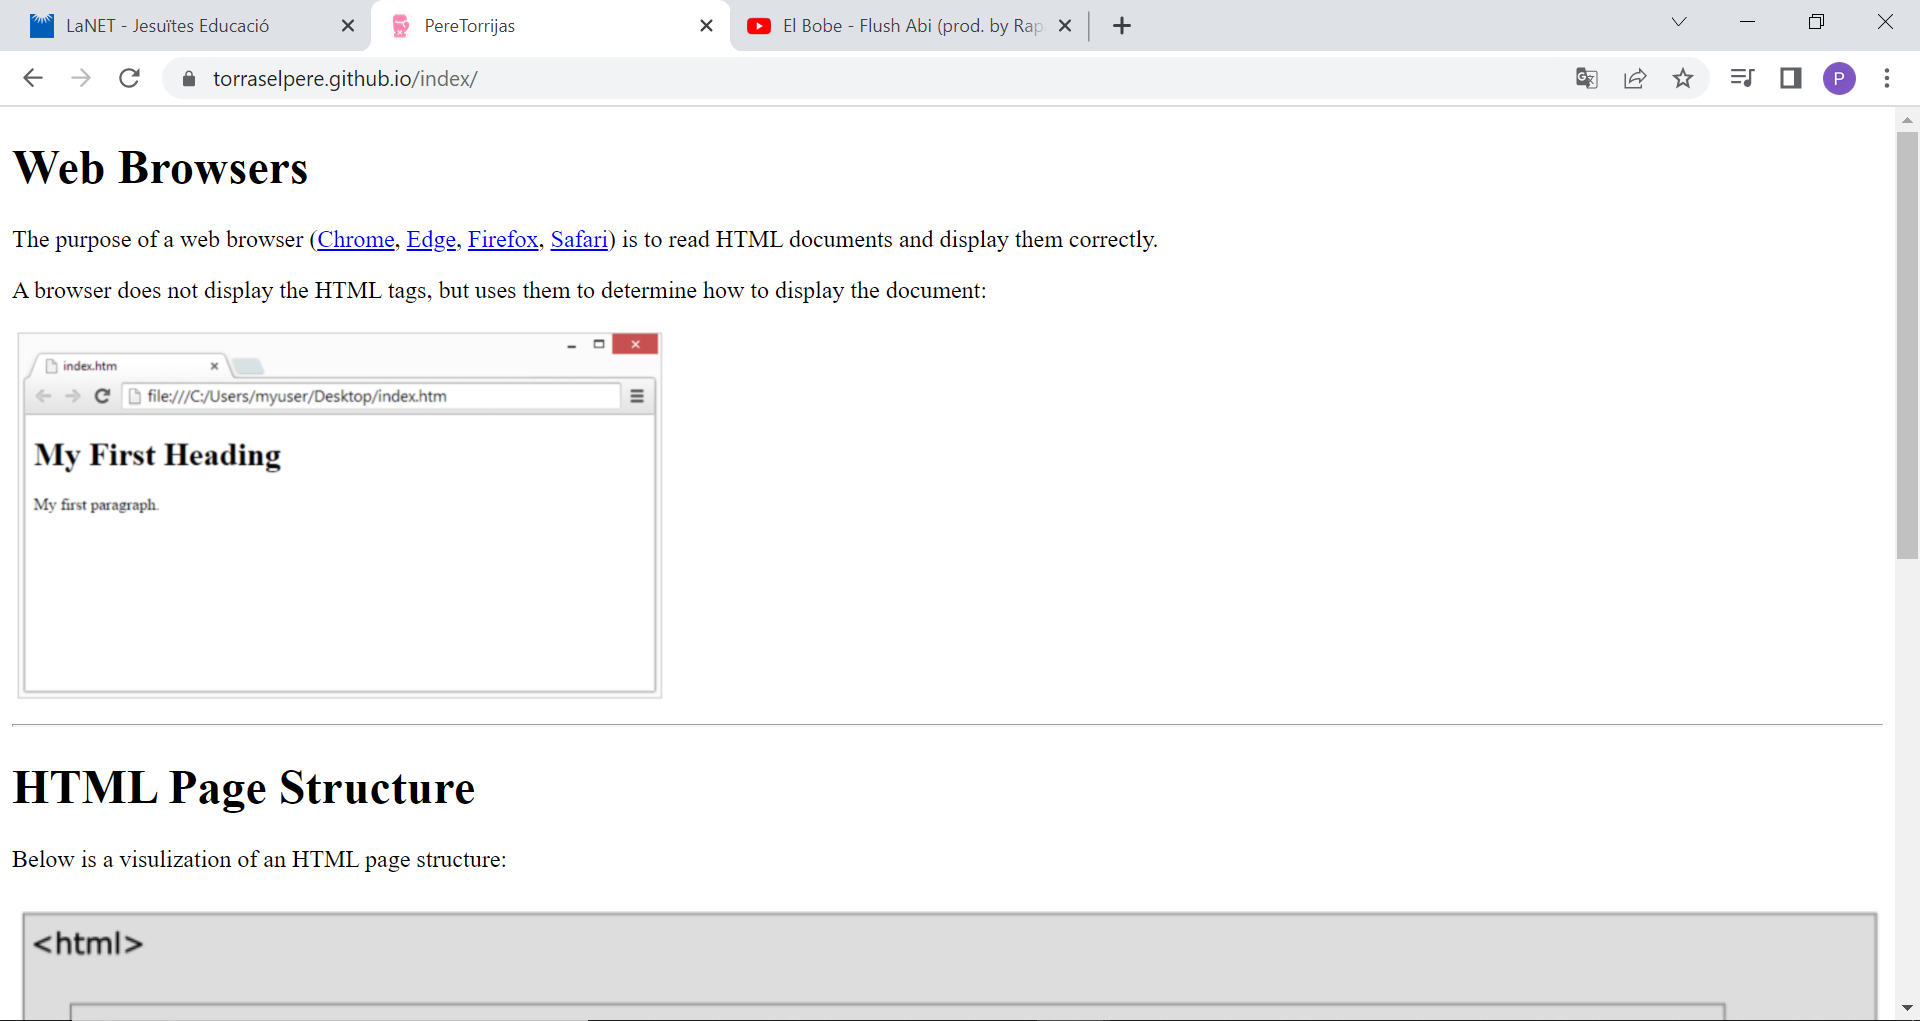 LaNET - Jesuïtes Educació
PereTorrijas
El Bobe - Flush Abi (prod. by Rap
torraselpere.github.io/index/
P
Web Browsers
The purpose of a web browser (Chrome, Edge, Firefox, Safari) is to read HTML documents and display them correctly.
A browser does not display the HTML tags, but uses them to determine how to display the document:
index.htm
file:///C:/Users/myuser/Desktop/index.htm
My First Heading
My first paragraph.
HTML Page Structure
Below is a visulization of an HTML page structure:
<html>